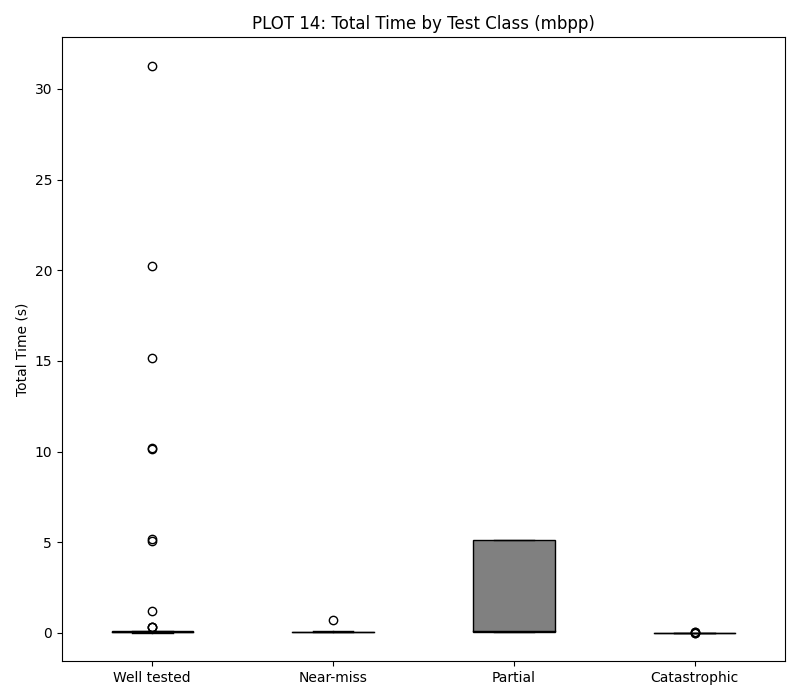 PLOT 14: Total Time by Test Class (mbpp)
Total Time (s)
30
25
20
15
10
5
0
Well tested
Near-miss
Partial
Catastrophic